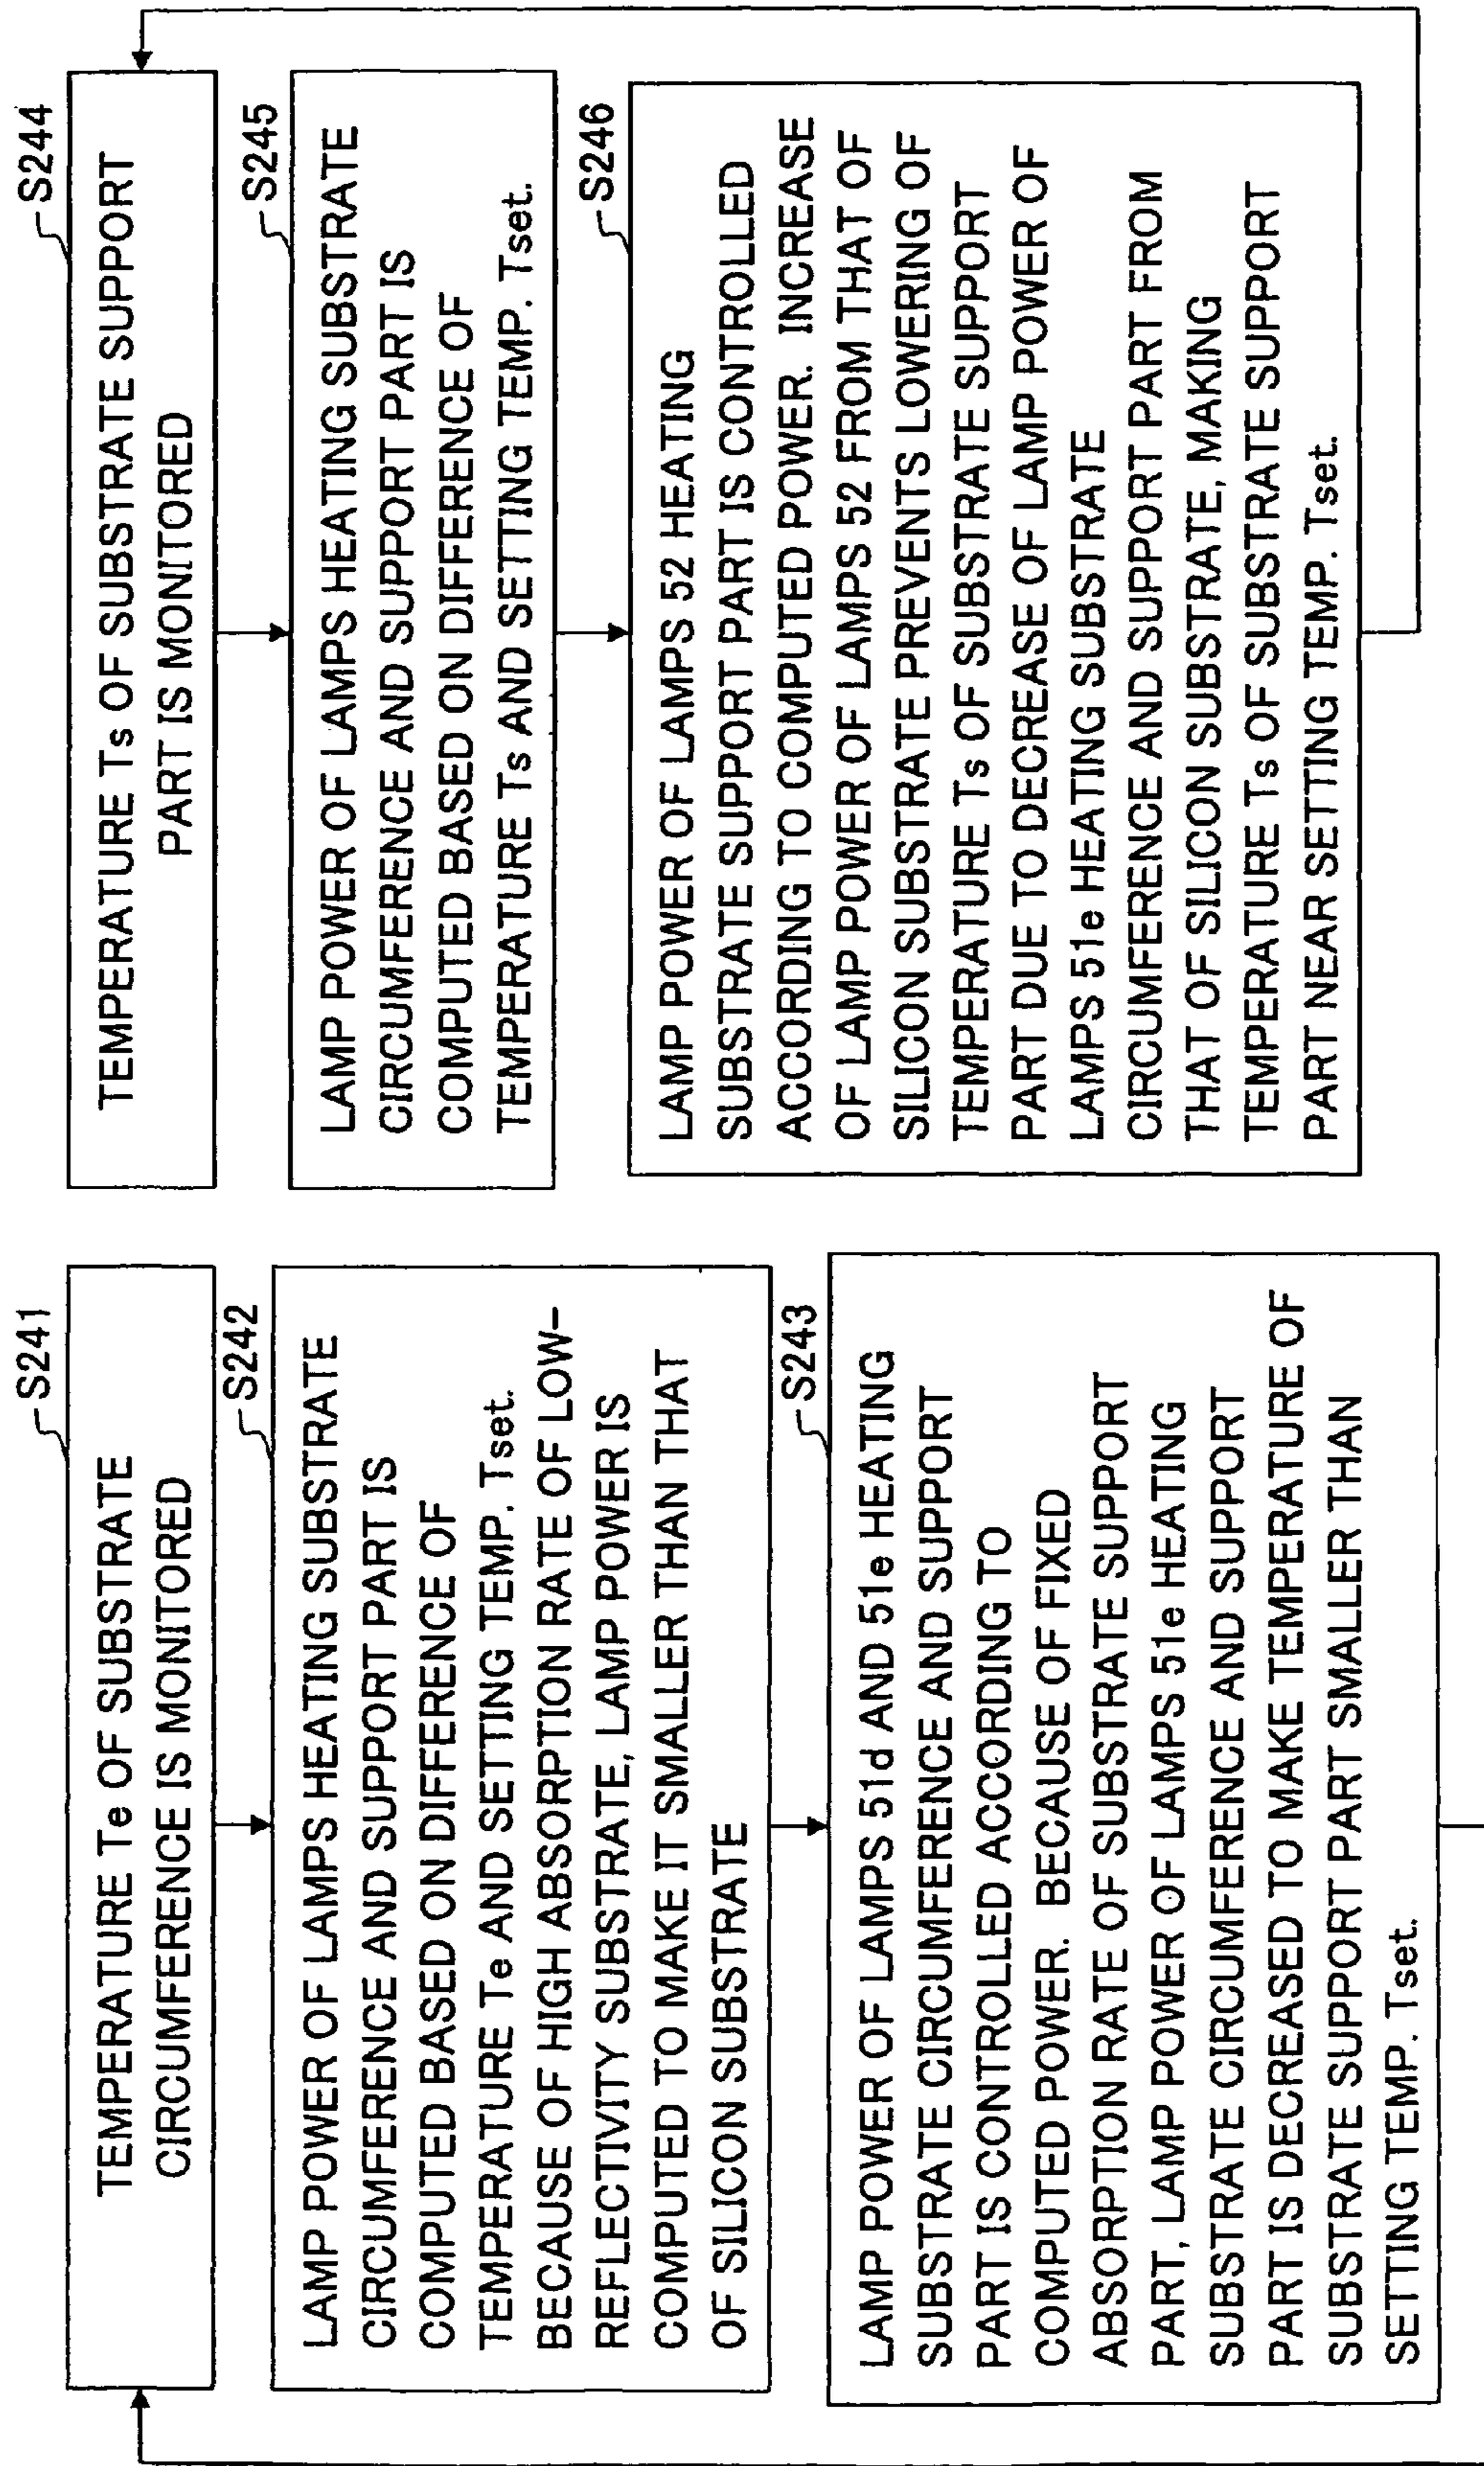 S241
TEMPERATURE Te OF SUBSTRATE
CIRCUMFERENCE IS MONITORED
S242
LAMP POWER OF LAMPS HEATING SUBSTRATE
CIRCUMFERENCE AND SUPPORT PART IS
COMPUTED BASED ON DIFFERENCE OF
TEMPERATURE Te AND SETTING TEMP. Tset.
BECAUSE OF HIGH ABSORPTION RATE OF LOW-
REFLECTIVITY SUBSTRATE, LAMP POWER IS
COMPUTED TO MAKE IT SMALLER THAN THAT
OF SILICON SUBSTRATE
S243
LAMP POWER OF LAMPS 51d AND 51e HEATING
SUBSTRATE CIRCUMFERENCE AND SUPPORT
PART IS CONTROLLED ACCORDING TO
COMPUTED POWER. BECAUSE OF FIXED
ABSORPTION RATE OF SUBSTRATE SUPPORT
PART, LAMP POWER OF LAMPS 51e HEATING
SUBSTRATE CIRCUMFERENCE AND SUPPORT
PART IS DECREASED TO MAKE TEMPERATURE OF
SUBSTRATE SUPPORT PART SMALLER THAN
SETTING TEMP. Tset.
S244
TEMPERATURE Ts OF SUBSTRATE SUPPORT
PART IS MONITORED
S245
LAMP POWER OF LAMPS HEATING SUBSTRATE
CIRCUMFERENCE AND SUPPORT PART IS
COMPUTED BASED ON DIFFERENCE OF
TEMPERATURE Ts AND SETTING TEMP. Tset.
S246
LAMP POWER OF LAMPS 52 HEATING
SUBSTRATE SUPPORT PART IS CONTROLLED
ACCORDING TO COMPUTED POWER. INCREASE
OF LAMP POWER OF LAMPS 52 FROM THAT OF
SILICON SUBSTRATE PREVENTS LOWERING OF
TEMPERATURE Ts OF SUBSTRATE SUPPORT
PART DUE TO DECREASE OF LAMP POWER OF
LAMPS 51e HEATING SUBSTRATE
CIRCUMFERENCE AND SUPPORT PART FROM
THAT OF SILICON SUBSTRATE, MAKING
TEMPERATURE Ts OF SUBSTRATE SUPPORT
PART NEAR SETTING TEMP. Tset.